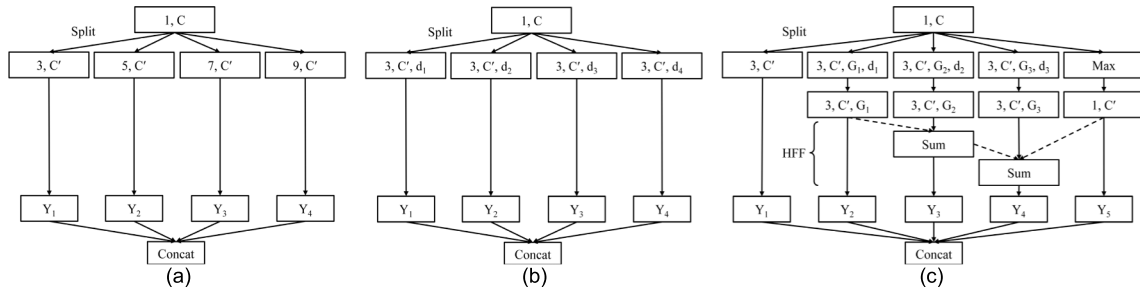 1, C
Split
3, C′
5, C′
7, C′
9, C′
Y₁
Y₂
Y₃
Y₄
Concat
(a)
1, C
Split
3, C′, d₁
3, C′, d₂
3, C′, d₃
3, C′, d₄
Y₁
Y₂
Y₃
Y₄
Concat
(b)
1, C
Split
3, C′
3, C′, G₁, d₁
3, C′, G₂, d₂
3, C′, G₃, d₃
Max
3, C′, G₁
3, C′, G₂
3, C′, G₃
1, C′
HFF
Sum
Sum
Y₁
Y₂
Y₃
Y₄
Y₅
Concat
(c)